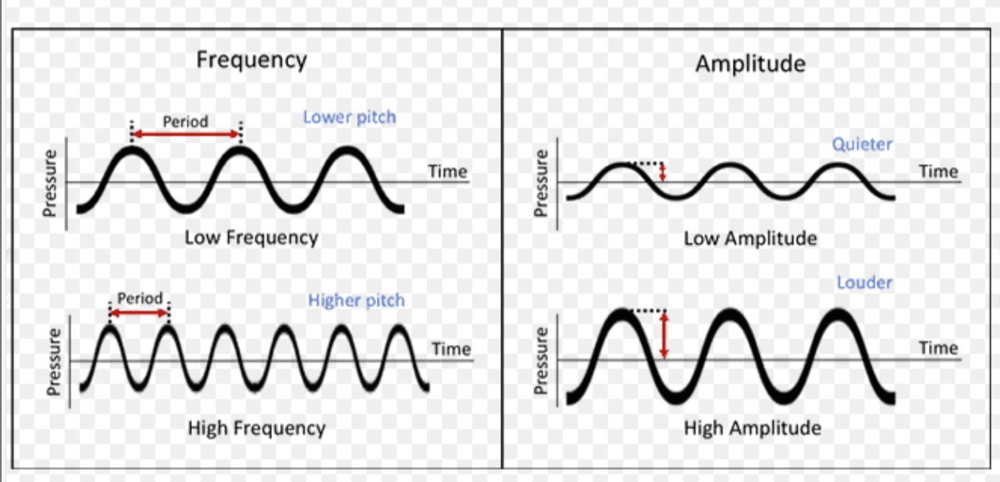 Frequency
Period
Lower pitch
Pressure
Time
Low Frequency
Period
Higher pitch
Pressure
Time
High Frequency
Amplitude
Quieter
Pressure
Time
Low Amplitude
Louder
Pressure
Time
High Amplitude